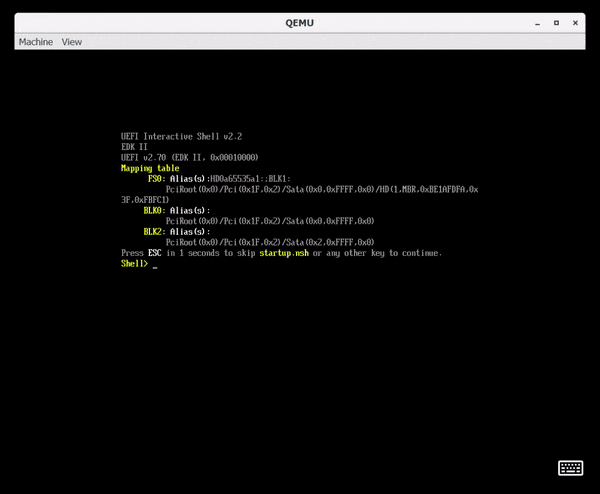 QEMU
Machine View
UEFI Interactive Shell v2.2
EDK II
UEFI v2.70 (EDK II, 0x00010000)
Mapping table
FS0: Alias(s):HD0a65535a1:;BLK1:
PciRoot(0x0)/Pci(0x1F,0x2)/Sata(0x0,0xFFFF,0x0)/HD(1,MBR,0xBE1AFDFA,0x
3F,0xFBFC1)
BLK0: Alias(s):
PciRoot(0x0)/Pci(0x1F,0x2)/Sata(0x0,0xFFFF,0x0)
BLK2: Alias(s):
PciRoot(0x0)/Pci(0x1F,0x2)/Sata(0x2,0xFFFF,0x0)
Press ESC in 1 seconds to skip startup.nsh or any other key to continue.
Shell> _